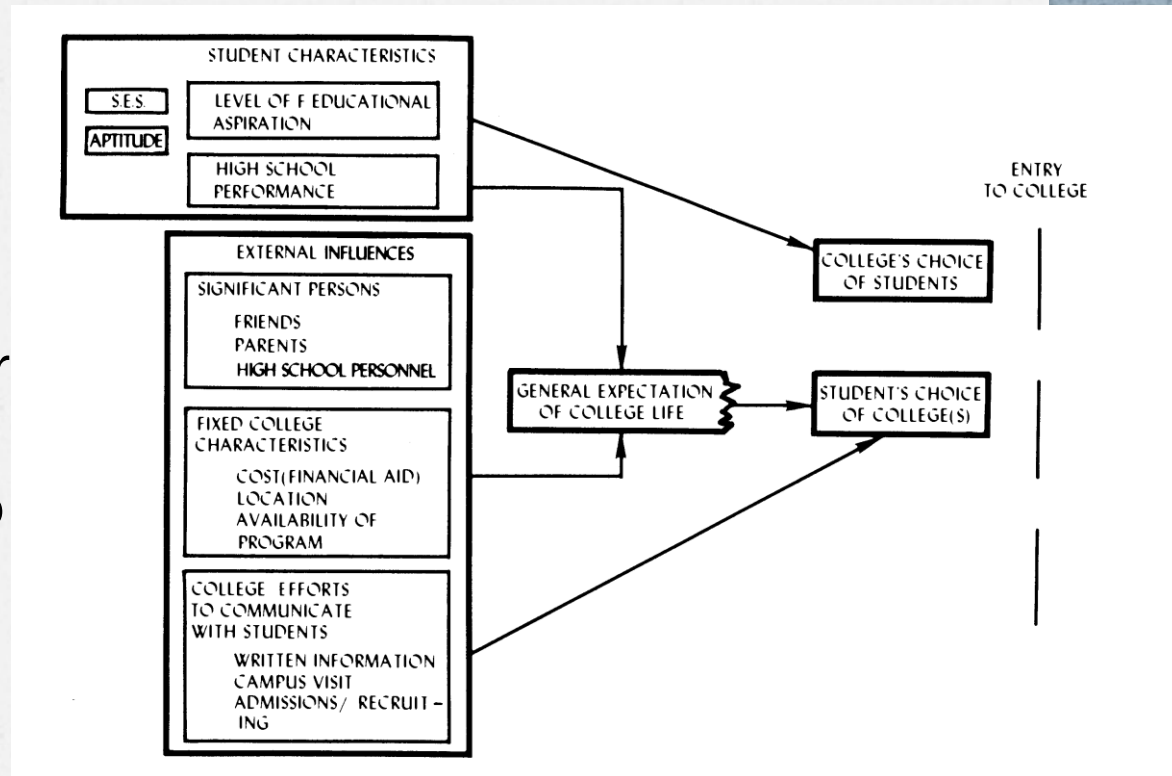 STUDENT CHARACTERISTICS
S.E.S.
APTITUDE
LEVEL OF F EDUCATIONAL
ASPIRATION
HIGH SCHOOL
PERFORMANCE
EXTERNAL INFLUENCES
SIGNIFICANT PERSONS
FRIENDS
PARENTS
HIGH SCHOOL PERSONNEL
FIXED COLLEGE
CHARACTERISTICS
COST(FINANCIAL AID)
LOCATION
AVAILABILITY OF
PROGRAM
COLLEGE EFFORTS
TO COMMUNICATE
WITH STUDENTS
WRITTEN INFORMATION
CAMPUS VISIT
ADMISSIONS/ RECRUIT-
ING
GENERAL EXPECTATION
OF COLLEGE LIFE
ENTRY
TO COLLEGE
COLLEGE'S CHOICE
OF STUDENTS
STUDENT'S CHOICE
OF COLLEGE(S)